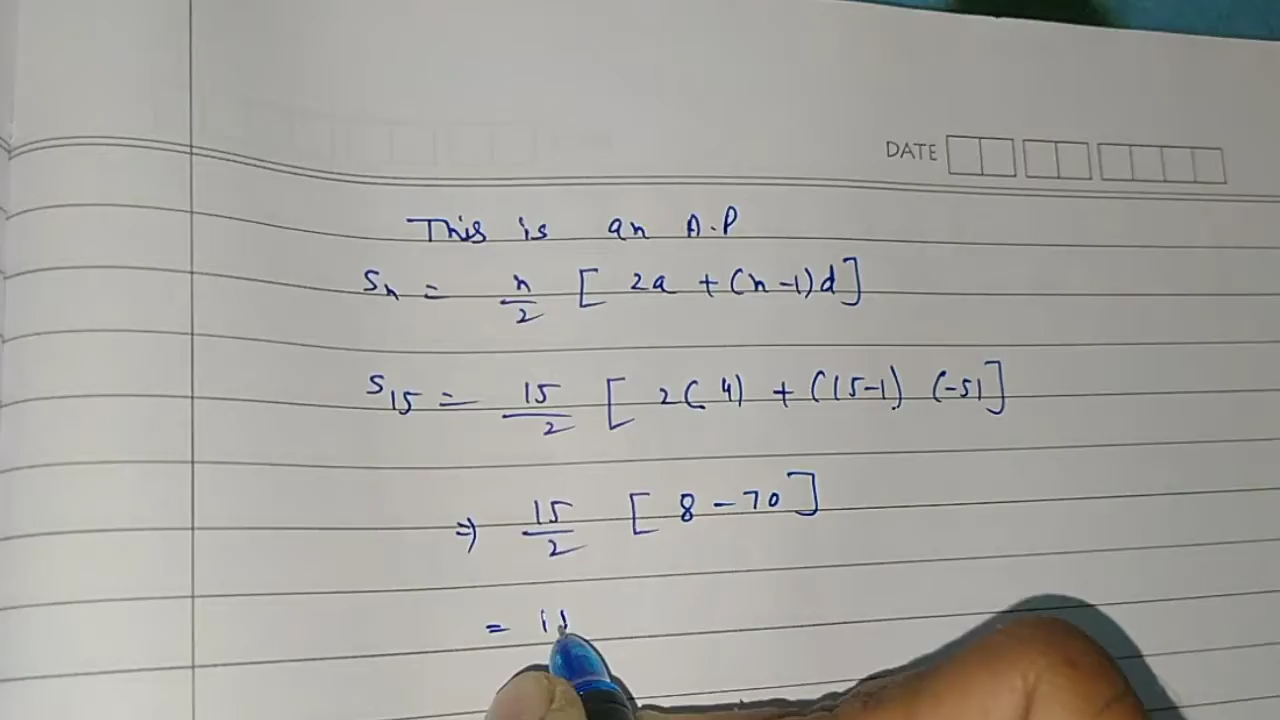 DATE
This is an A.P
Sn = n/2 [ 2a + (n-1)d]
S15 = 15/2 [ 2(4) + (15-1) (-5)]
⇒ 15/2 [ 8 - 70]
=